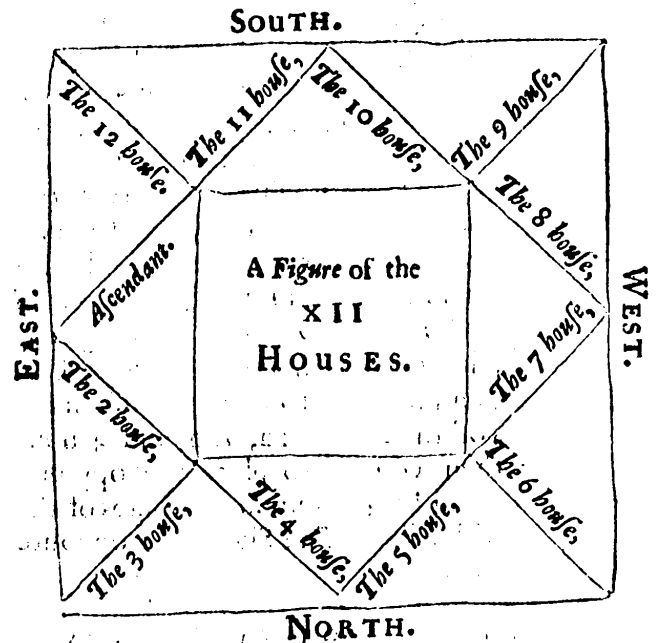 SOUTH.
The 12 houſe.
The 11 houſe,
The 10 houſe,
The 9 houſe,
The 8 houſe,
Aſcendant.
A Figure of the
XII
HOUSES.
EAST.
WEST.
The 7 houſe,
The 2 houſe,
The 3 houſe,
The 4 houſe,
The 5 houſe,
The 6 houſe,
NORTH.